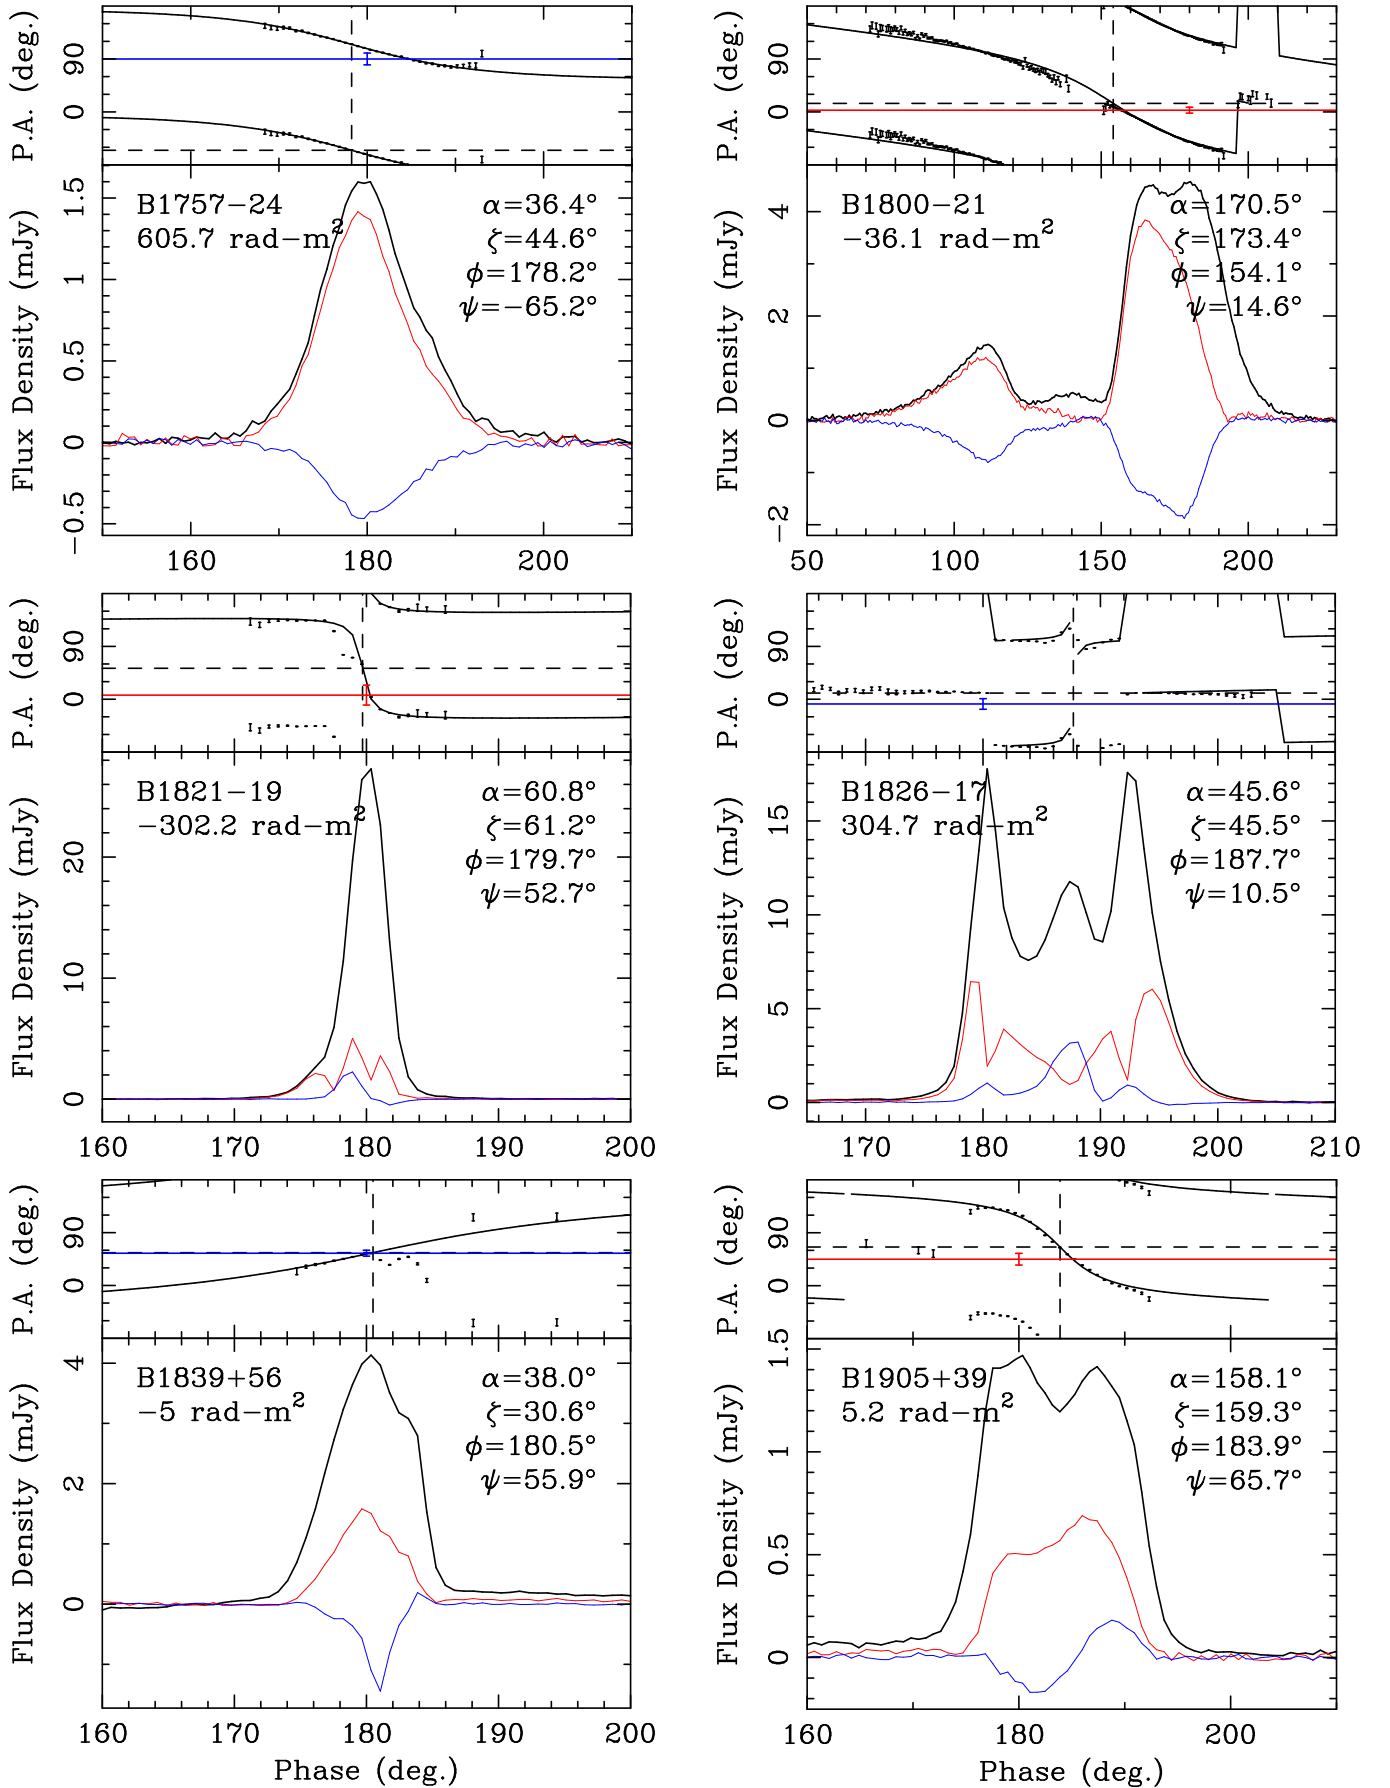 P.A. (deg.)
0 90
Flux Density (mJy)
−0.5 0 0.5 1 1.5
B1757−24
605.7 rad−m²
α=36.4°
ζ=44.6°
ϕ=178.2°
ψ=−65.2°
160 180 200
P.A. (deg.)
0 90
Flux Density (mJy)
−2 0 2 4
B1800−21
−36.1 rad−m²
α=170.5°
ζ=173.4°
ϕ=154.1°
ψ=14.6°
50 100 150 200
P.A. (deg.)
0 90
Flux Density (mJy)
0 10 20
B1821−19
−302.2 rad−m²
α=60.8°
ζ=61.2°
ϕ=179.7°
ψ=52.7°
160 170 180 190 200
P.A. (deg.)
0 90
Flux Density (mJy)
0 5 10 15
B1826−17
304.7 rad−m²
α=45.6°
ζ=45.5°
ϕ=187.7°
ψ=10.5°
170 180 190 200 210
P.A. (deg.)
0 90
Flux Density (mJy)
0 2 4
B1839+56
−5 rad−m²
α=38.0°
ζ=30.6°
ϕ=180.5°
ψ=55.9°
160 170 180 190 200
Phase (deg.)
P.A. (deg.)
0 90
Flux Density (mJy)
0 0.5 1 1.5
B1905+39
5.2 rad−m²
α=158.1°
ζ=159.3°
ϕ=183.9°
ψ=65.7°
160 180 200
Phase (deg.)